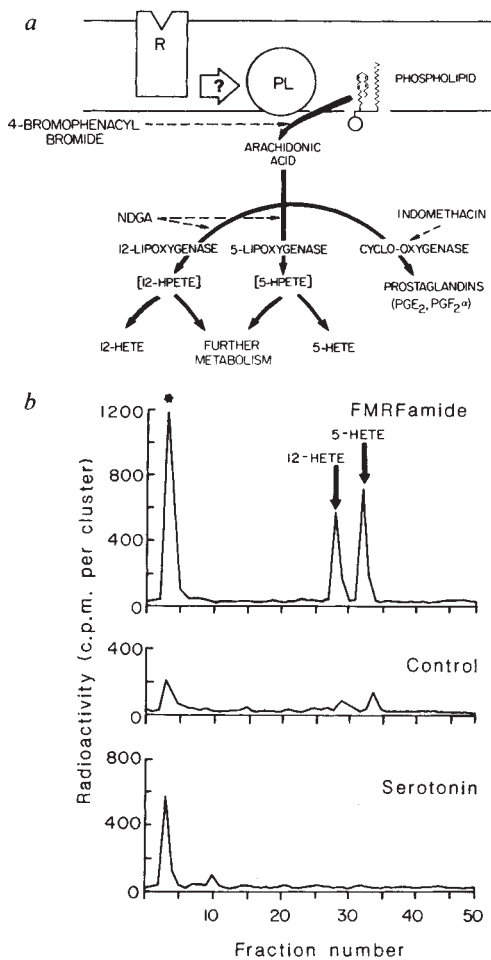 a
R
?
PL
PHOSPHOLIPID
4-BROMOPHENACYL
BROMIDE
ARACHIDONIC
ACID
NDGA
INDOMETHACIN
12-LIPOXYGENASE 5-LIPOXYGENASE CYCLO-OXYGENASE
[12-HPETE] [5-HPETE] PROSTAGLANDINS
(PGE2, PGF2α)
12-HETE FURTHER METABOLISM 5-HETE
b
*
FMRFamide
5-HETE
12-HETE
1200
800
400
0
Control
400
0
Serotonin
800
400
0
10 20 30 40 50
Radioactivity (c.p.m. per cluster)
Fraction number